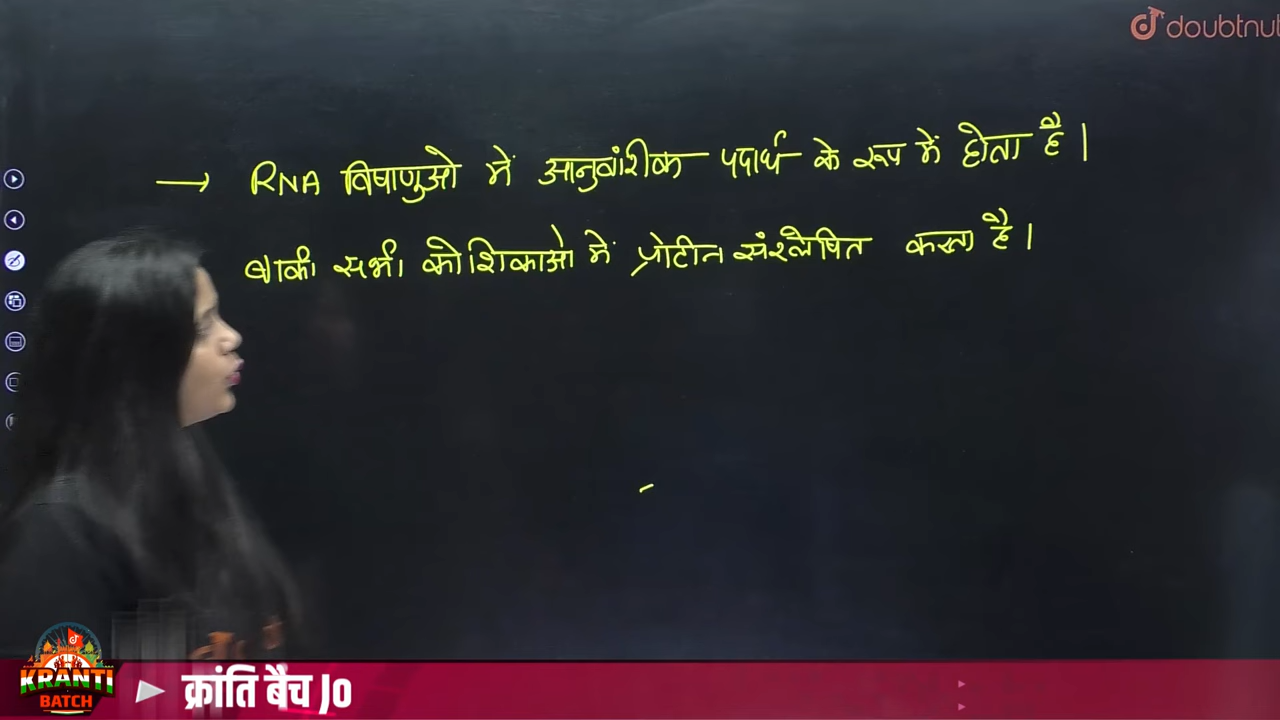 doubtnut
→ RNA विषाणुओ में आनुवांशीक पदार्थ के रूप में होता है।
बाकी सभी कोशिकाओ में प्रोटीन संश्लेषित करता है।
KRANTI
BATCH
क्रांति बैच Jo